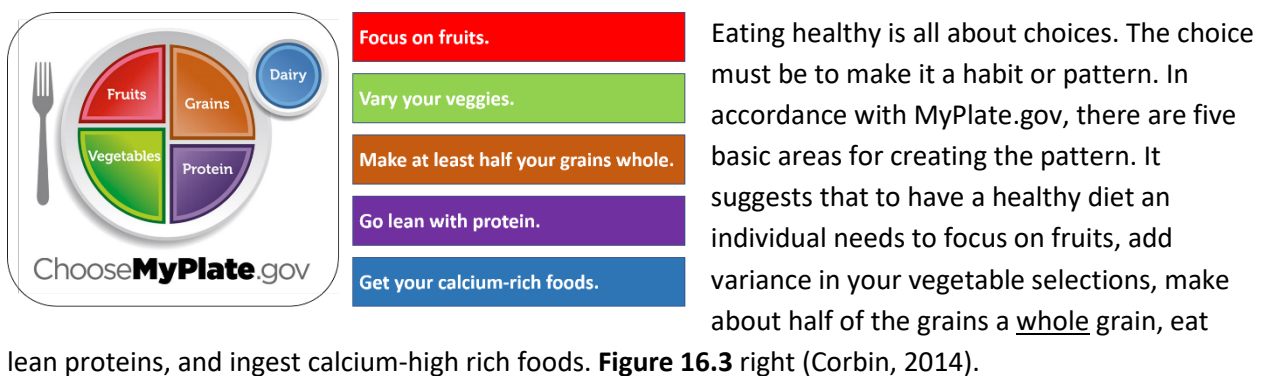 Fruits
Grains
Dairy
Vegetables
Protein
ChooseMyPlate.gov
Focus on fruits.
Vary your veggies.
Make at least half your grains whole.
Go lean with protein.
Get your calcium-rich foods.
Eating healthy is all about choices. The choice
must be to make it a habit or pattern. In
accordance with MyPlate.gov, there are five
basic areas for creating the pattern. It
suggests that to have a healthy diet an
individual needs to focus on fruits, add
variance in your vegetable selections, make
about half of the grains a whole grain, eat
lean proteins, and ingest calcium-high rich foods. Figure 16.3 right (Corbin, 2014).